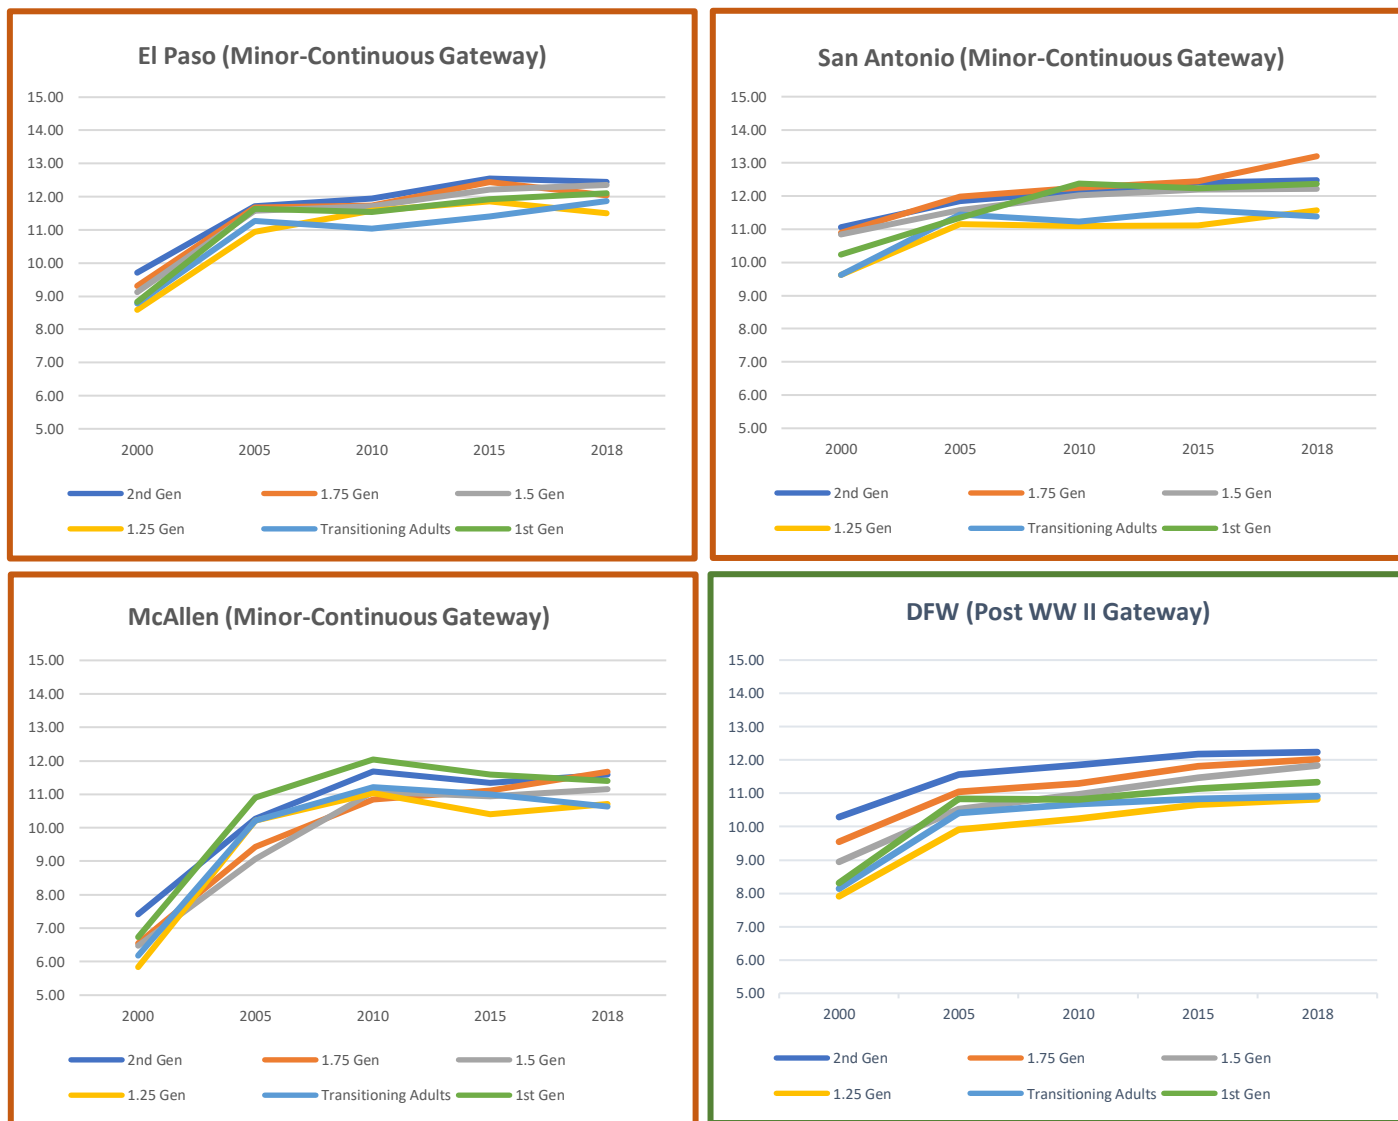 El Paso (Minor-Continuous Gateway)
15.00
14.00
13.00
12.00
11.00
10.00
9.00
8.00
7.00
6.00
5.00
2000 2005 2010 2015 2018
2nd Gen 1.75 Gen 1.5 Gen
1.25 Gen Transitioning Adults 1st Gen
San Antonio (Minor-Continuous Gateway)
15.00
14.00
13.00
12.00
11.00
10.00
9.00
8.00
7.00
6.00
5.00
2000 2005 2010 2015 2018
2nd Gen 1.75 Gen 1.5 Gen
1.25 Gen Transitioning Adults 1st Gen
McAllen (Minor-Continuous Gateway)
15.00
14.00
13.00
12.00
11.00
10.00
9.00
8.00
7.00
6.00
5.00
2000 2005 2010 2015 2018
2nd Gen 1.75 Gen 1.5 Gen
1.25 Gen Transitioning Adults 1st Gen
DFW (Post WW II Gateway)
15.00
14.00
13.00
12.00
11.00
10.00
9.00
8.00
7.00
6.00
5.00
2000 2005 2010 2015 2018
2nd Gen 1.75 Gen 1.5 Gen
1.25 Gen Transitioning Adults 1st Gen